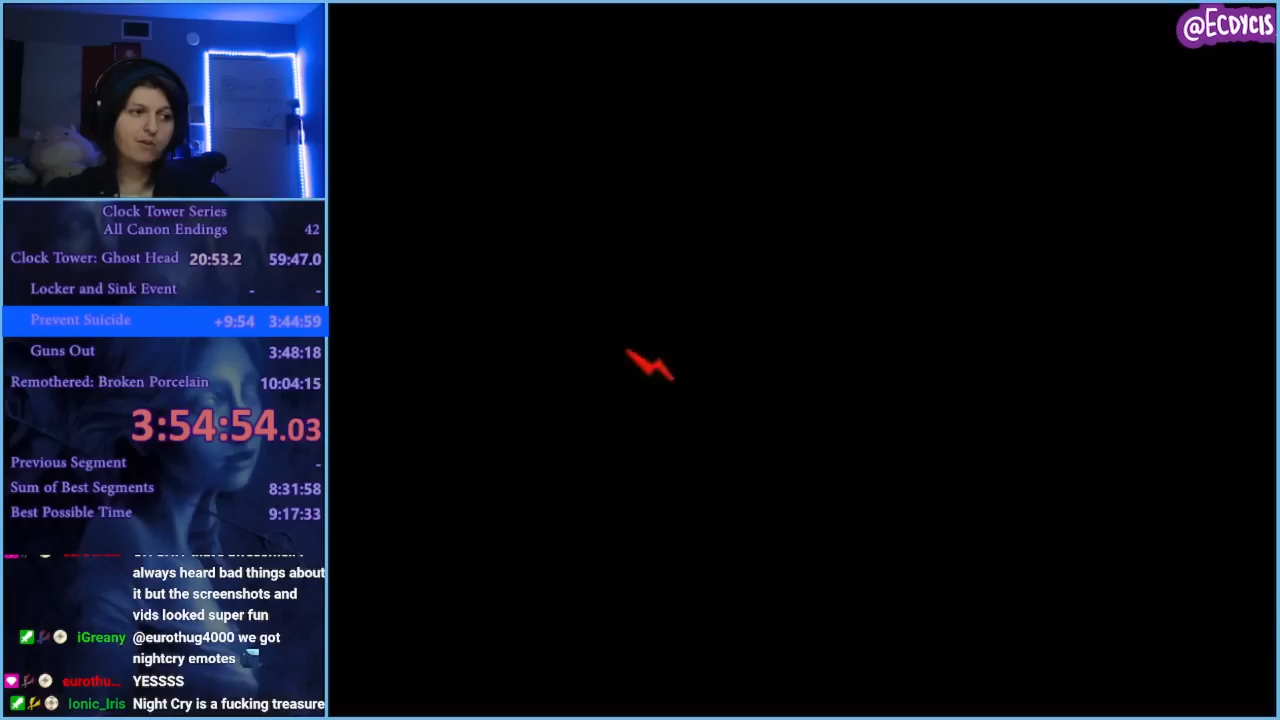 @ECDYCIS
Clock Tower Series
All Canon Endings 42
Clock Tower: Ghost Head 20:53.2 59:47.0
Locker and Sink Event - -
Prevent Suicide +9:54 3:44:59
Guns Out 3:48:18
Remothered: Broken Porcelain 10:04:15
3:54:54.03
Previous Segment -
Sum of Best Segments 8:31:58
Best Possible Time 9:17:33
always heard bad things about
it but the screenshots and
vids looked super fun
iGreany @eurothug4000 we got
nightcry emotes
eurothu... YESSSS
Ionic_Iris Night Cry is a fucking treasure